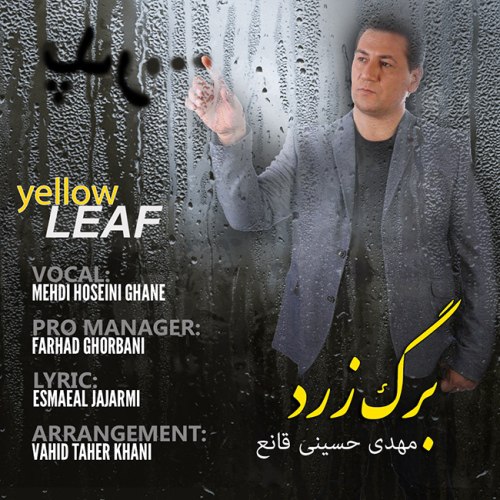 yellow
LEAF
VOCAL:
MEHDI HOSEINI GHANE
PRO MANAGER:
FARHAD GHORBANI
LYRIC:
ESMAEAL JAJARMI
ARRANGEMENT:
VAHID TAHER KHANI
برگ زرد
مهدی حسینی قانع